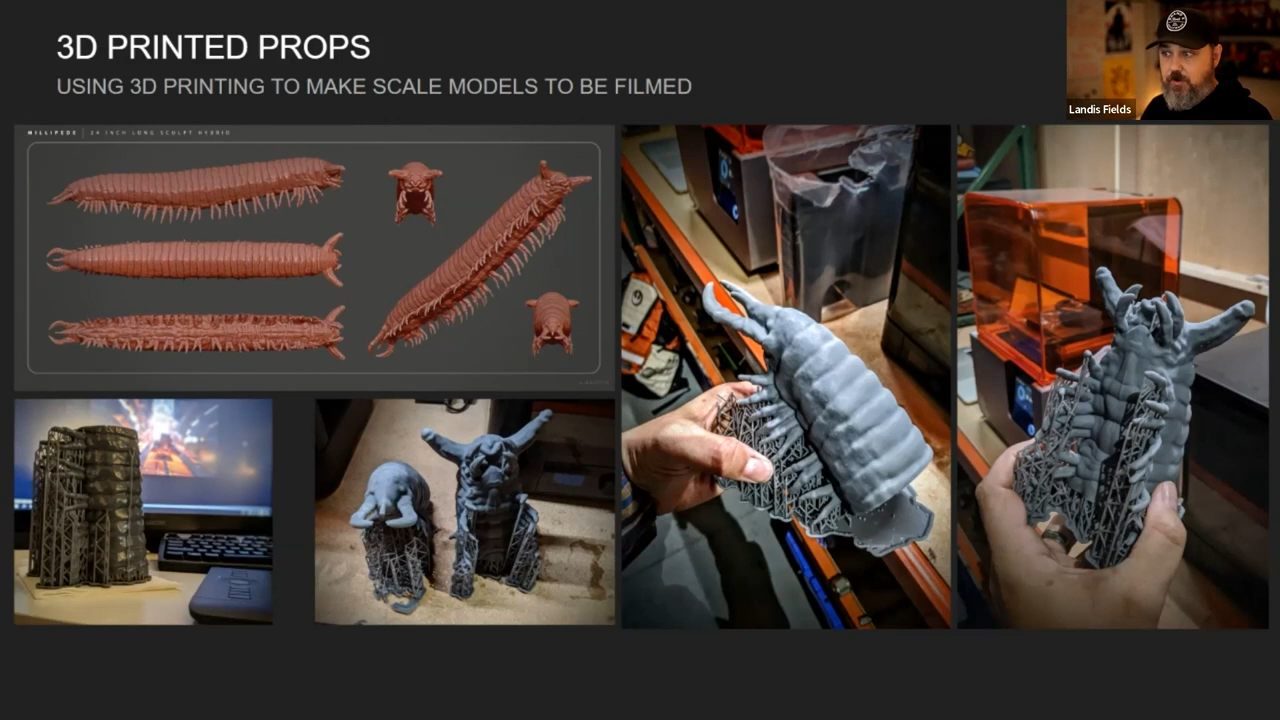 3D PRINTED PROPS
USING 3D PRINTING TO MAKE SCALE MODELS TO BE FILMED
Landis Fields
MILLIPEDE | 24 INCH LONG SCULPT HYBRID